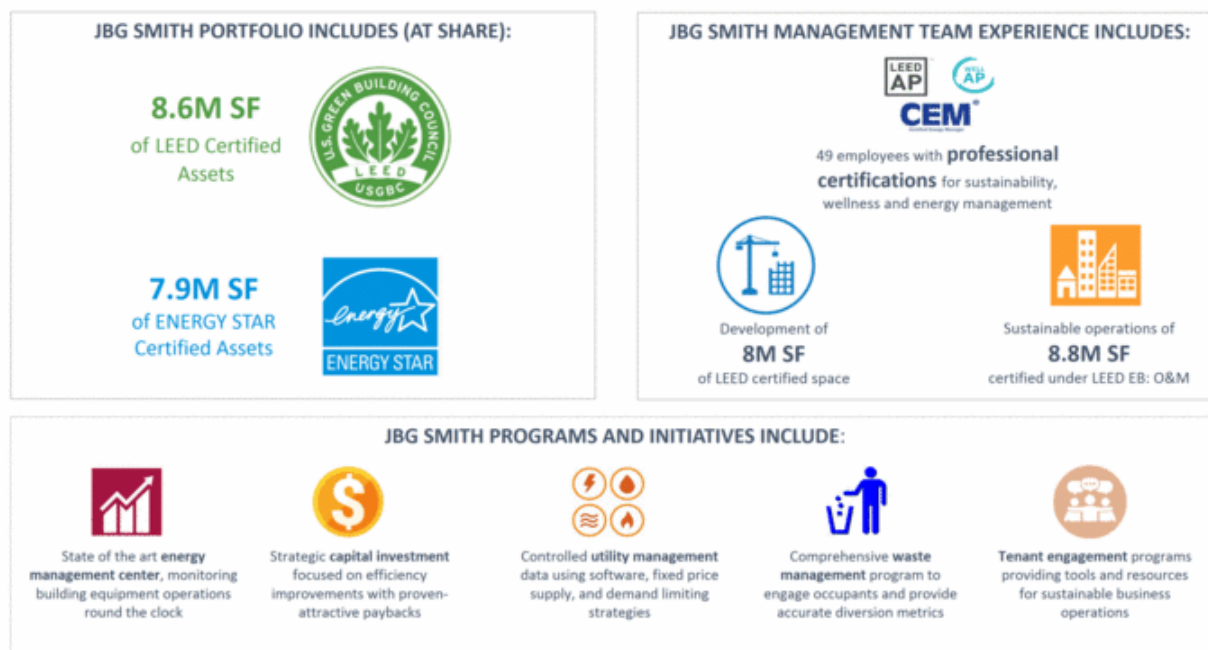 JBG SMITH PORTFOLIO INCLUDES (AT SHARE):
8.6M SF
of LEED Certified
Assets
U.S. GREEN BUILDING COUNCIL
LEED
USGBC
7.9M SF
of ENERGY STAR
Certified Assets
energy
ENERGY STAR
JBG SMITH MANAGEMENT TEAM EXPERIENCE INCLUDES:
LEED
AP
WELL
AP
CEM®
Certified Energy Manager
49 employees with professional
certifications for sustainability,
wellness and energy management
Development of
8M SF
of LEED certified space
Sustainable operations of
8.8M SF
certified under LEED EB: O&M
JBG SMITH PROGRAMS AND INITIATIVES INCLUDE:
State of the art energy
management center, monitoring
building equipment operations
round the clock
$
Strategic capital investment
focused on efficiency
improvements with proven-
attractive paybacks
Controlled utility management
data using software, fixed price
supply, and demand limiting
strategies
Comprehensive waste
management program to
engage occupants and provide
accurate diversion metrics
Tenant engagement programs
providing tools and resources
for sustainable business
operations